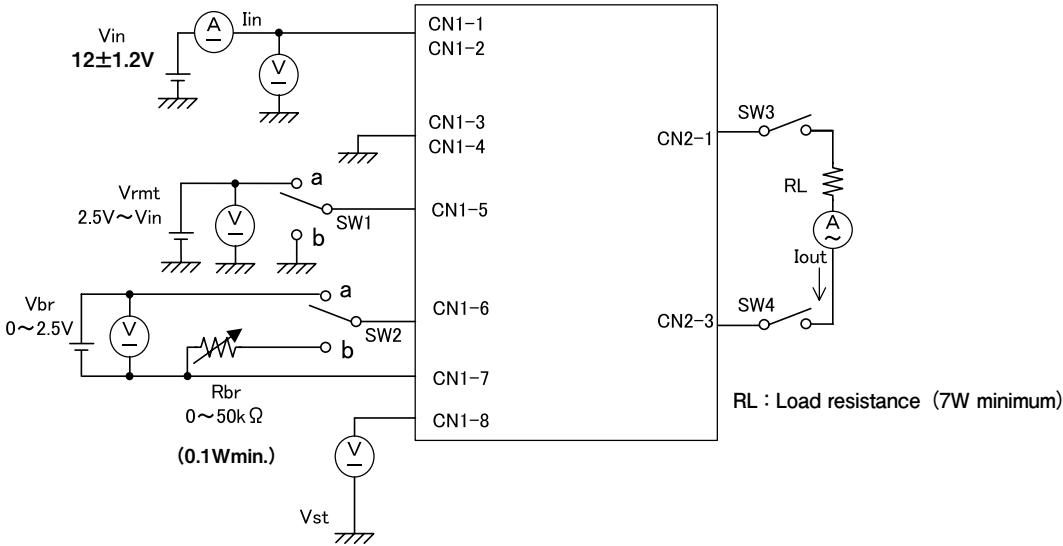 Vin
12±1.2V
A
Iin
V
CN1-1
CN1-2
CN1-3
CN1-4
Vrmt
2.5V～Vin
V
a
SW1
b
CN1-5
Vbr
0～2.5V
V
a
SW2
b
CN1-6
Rbr
0～50kΩ
(0.1Wmin.)
CN1-7
CN1-8
V
Vst
CN2-1
SW3
RL
A
Iout
SW4
CN2-3
RL：Load resistance（7W minimum）